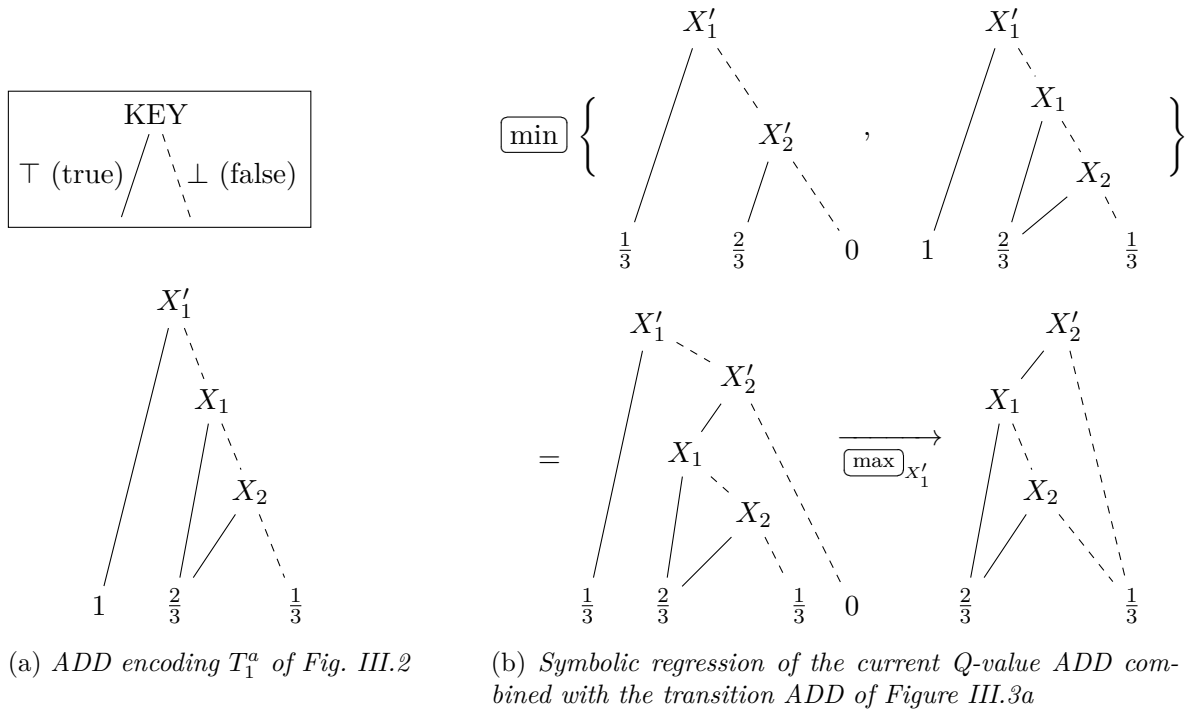 KEY
⊤ (true) ⊥ (false)
X′₁
X₁
X₂
1 2/3 1/3
(a) ADD encoding T₁ᵃ of Fig. III.2
min { X′₁ X′₂ 1/3 2/3 0 , X′₁ X₁ X₂ 1 2/3 1/3 }
= X′₁ X′₂ X₁ X₂ 1/3 2/3 1/3 0
max X′₁
X′₂ X₁ X₂ 2/3 1/3
(b) Symbolic regression of the current Q-value ADD com-
bined with the transition ADD of Figure III.3a